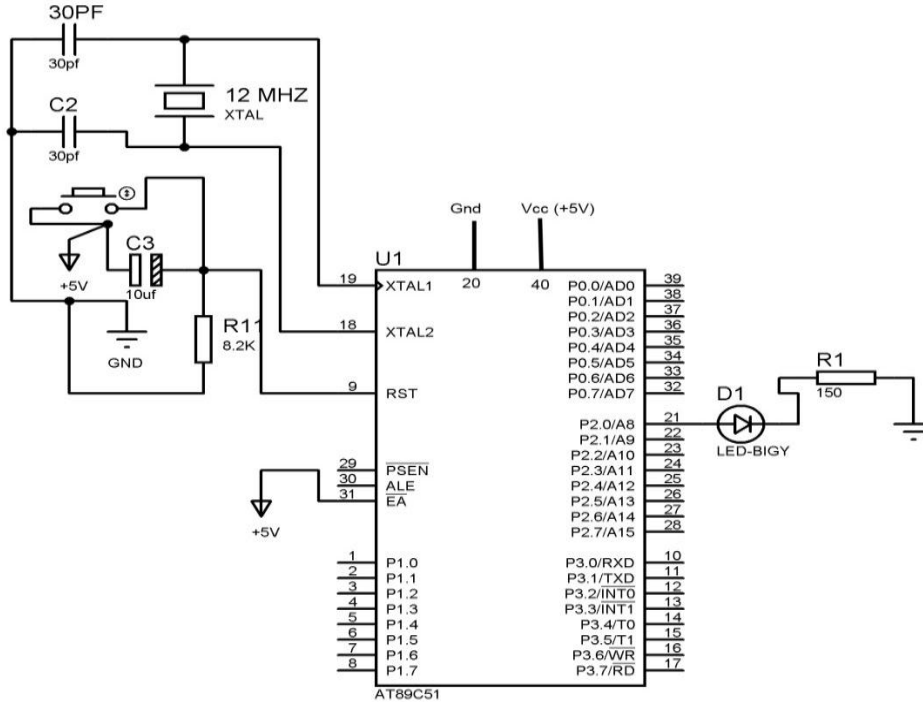 30PF
30pf
C2
30pf
12 MHZ
XTAL
+5V
C3
10uf
GND
R11
8.2K
Gnd
Vcc (+5V)
U1
20
40
19
XTAL1
18
XTAL2
9
RST
29
PSEN
30
ALE
31
EA
+5V
1
P1.0
2
P1.1
3
P1.2
4
P1.3
5
P1.4
6
P1.5
7
P1.6
8
P1.7
P0.0/AD0
39
P0.1/AD1
38
P0.2/AD2
37
P0.3/AD3
36
P0.4/AD4
35
P0.5/AD5
34
P0.6/AD6
33
P0.7/AD7
32
P2.0/A8
21
P2.1/A9
22
P2.2/A10
23
P2.3/A11
24
P2.4/A12
25
P2.5/A13
26
P2.6/A14
27
P2.7/A15
28
P3.0/RXD
10
P3.1/TXD
11
P3.2/INT0
12
P3.3/INT1
13
P3.4/T0
14
P3.5/T1
15
P3.6/WR
16
P3.7/RD
17
AT89C51
D1
LED-BIGY
R1
150